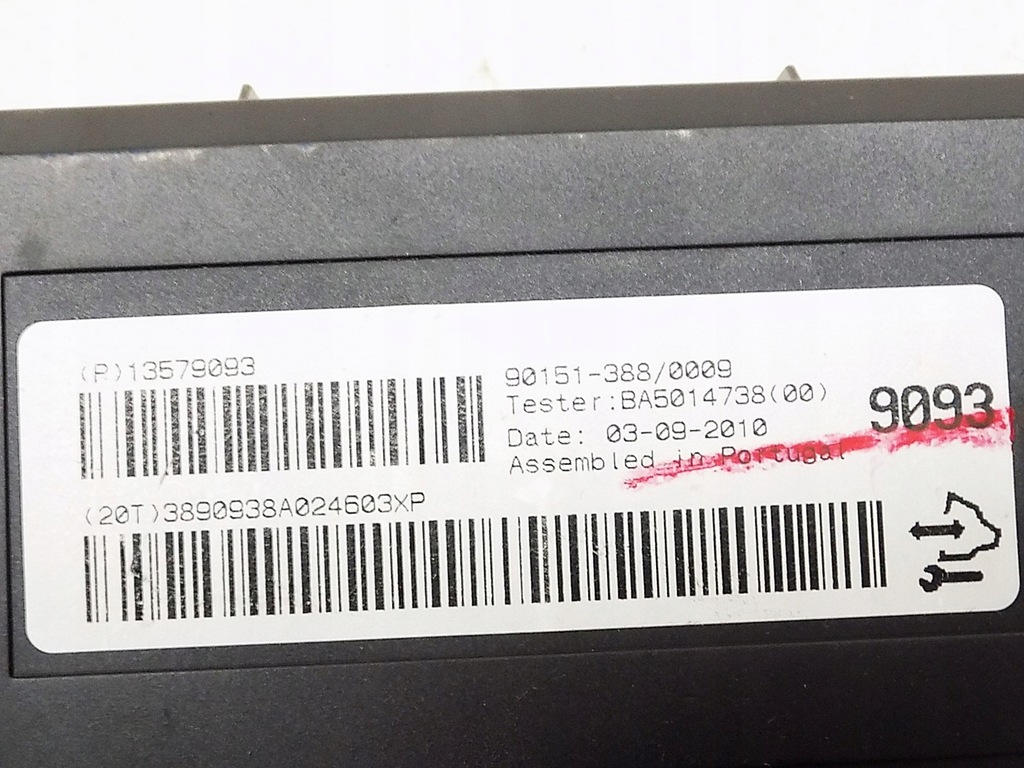 (P)13579093
90151-388/0009
Tester:BA5014738(00)
9093
Date: 03-09-2010
Assembled in Portugal
(20T)3890938A024603XP